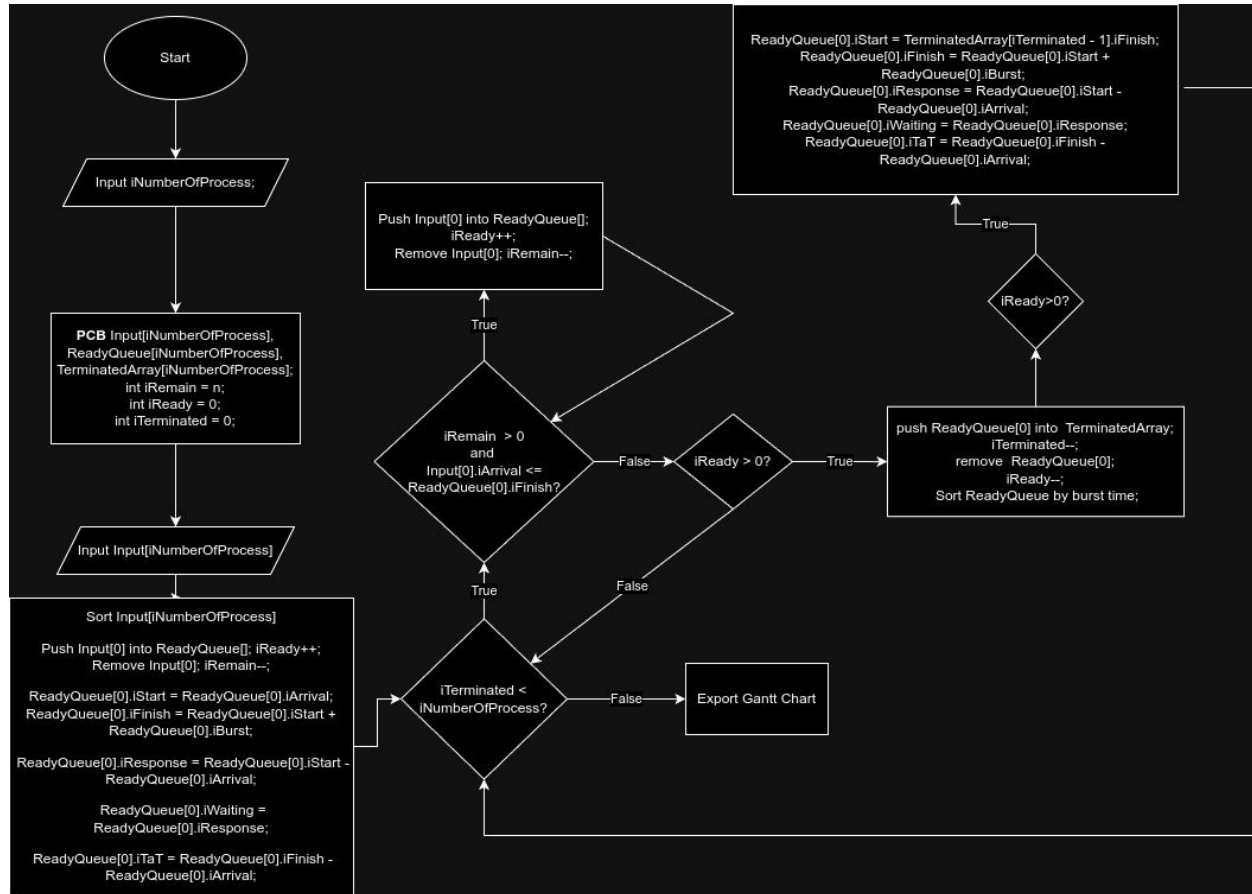 Start
Input iNumberOfProcess;
PCB Input[iNumberOfProcess],
ReadyQueue[iNumberOfProcess],
TerminatedArray[iNumberOfProcess];
int iRemain = n;
int iReady = 0;
int iTerminated = 0;
Input Input[iNumberOfProcess]
Sort Input[iNumberOfProcess]
Push Input[0] into ReadyQueue[]; iReady++;
Remove Input[0]; iRemain--;
ReadyQueue[0].iStart = ReadyQueue[0].iArrival;
ReadyQueue[0].iFinish = ReadyQueue[0].iStart +
ReadyQueue[0].iBurst;
ReadyQueue[0].iResponse = ReadyQueue[0].iStart -
ReadyQueue[0].iArrival;
ReadyQueue[0].iWaiting =
ReadyQueue[0].iResponse;
ReadyQueue[0].iTaT = ReadyQueue[0].iFinish -
ReadyQueue[0].iArrival;
iTerminated <
iNumberOfProcess?
False
Export Gantt Chart
True
iRemain > 0
and
Input[0].iArrival <=
ReadyQueue[0].iFinish?
True
Push Input[0] into ReadyQueue[];
iReady++;
Remove Input[0]; iRemain--;
False
iReady > 0?
False
True
push ReadyQueue[0] into TerminatedArray;
iTerminated--;
remove ReadyQueue[0];
iReady--;
Sort ReadyQueue by burst time;
iReady>0?
True
ReadyQueue[0].iStart = TerminatedArray[iTerminated - 1].iFinish;
ReadyQueue[0].iFinish = ReadyQueue[0].iStart +
ReadyQueue[0].iBurst;
ReadyQueue[0].iResponse = ReadyQueue[0].iStart -
ReadyQueue[0].iArrival;
ReadyQueue[0].iWaiting = ReadyQueue[0].iResponse;
ReadyQueue[0].iTaT = ReadyQueue[0].iFinish -
ReadyQueue[0].iArrival;